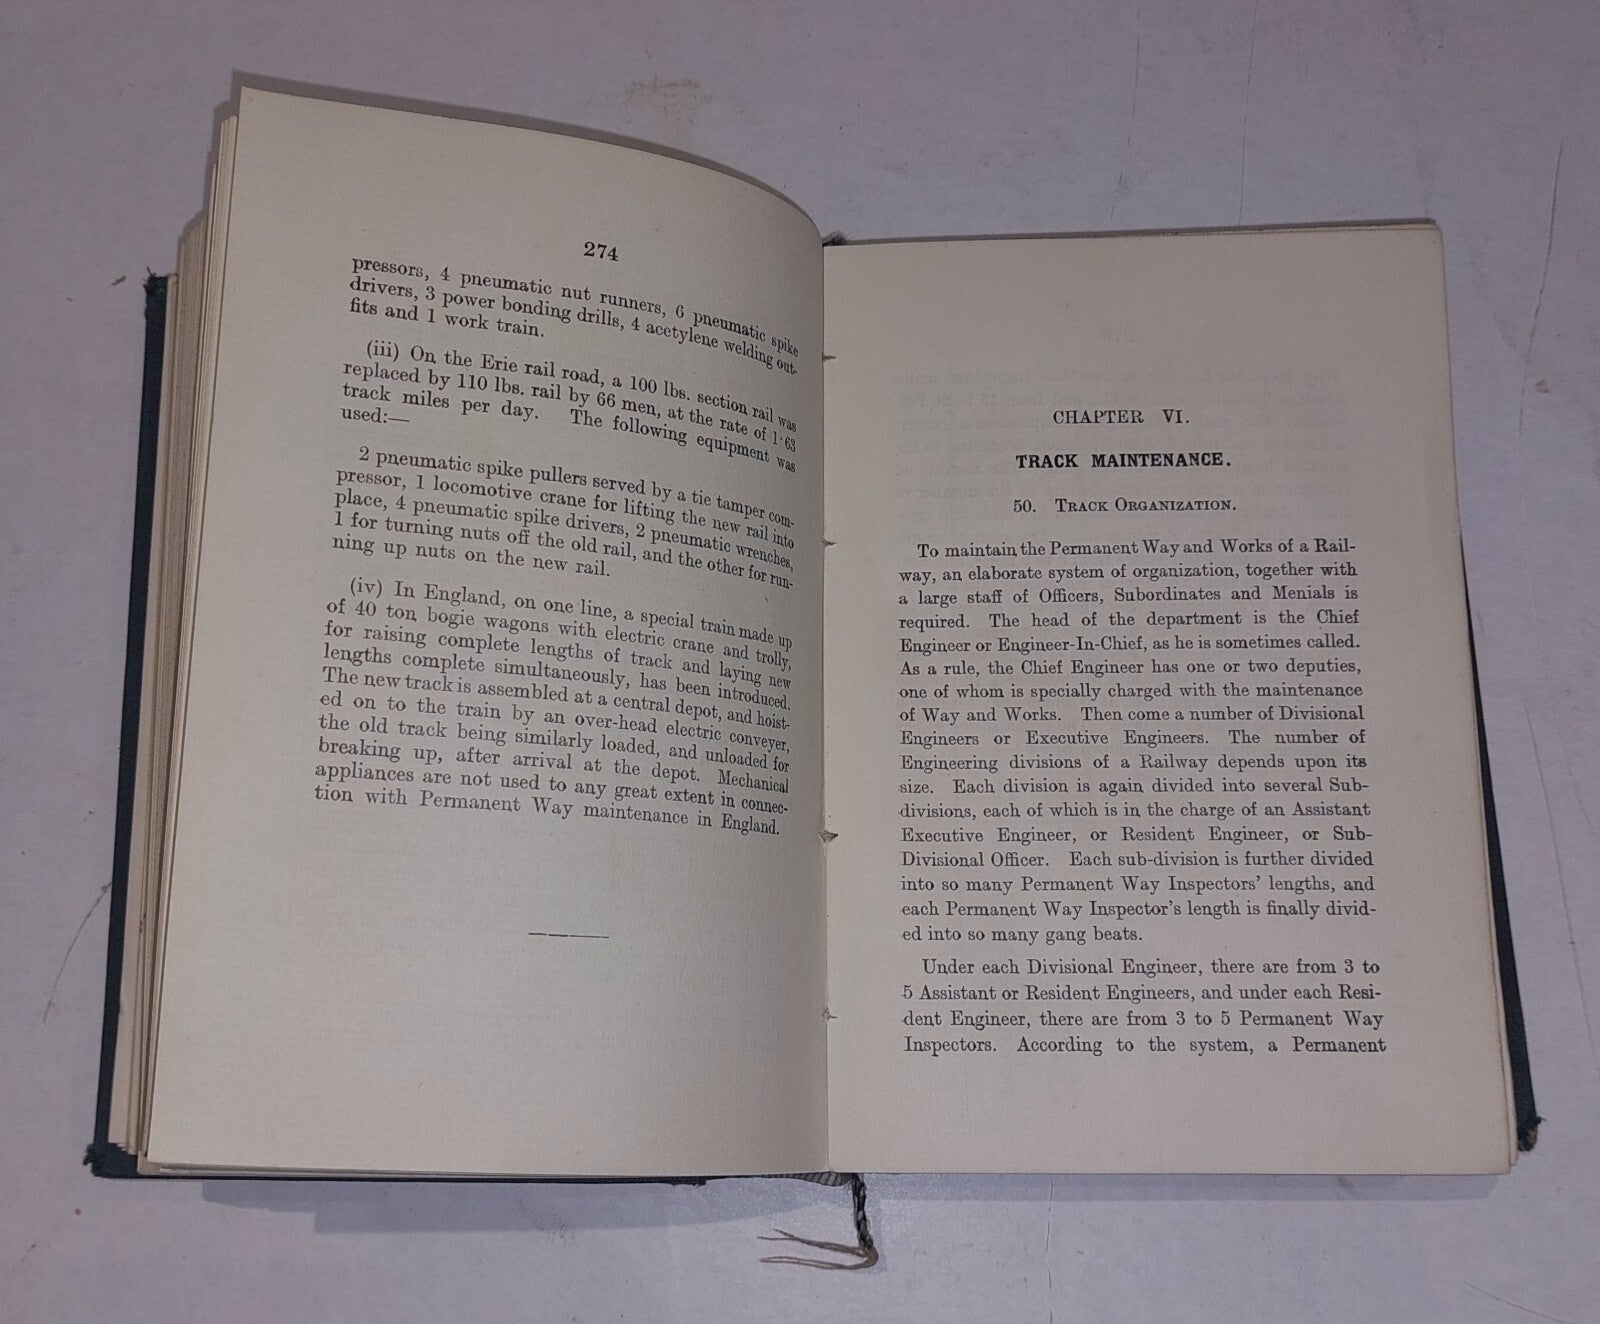 274
pressors, 4 pneumatic nut runners, 6 pneumatic spike
drivers, 3 power bonding drills, 4 acetylene welding out-
fits and 1 work train.
(iii) On the Erie rail road, a 100 lbs. section rail was
replaced by 110 lbs. rail by 66 men, at the rate of 1·63
track miles per day. The following equipment was
used:—
2 pneumatic spike pullers served by a tie tamper com-
pressor, 1 locomotive crane for lifting the new rail into
place, 4 pneumatic spike drivers, 2 pneumatic wrenches,
1 for turning nuts off the old rail, and the other for run-
ning up nuts on the new rail.
(iv) In England, on one line, a special train made up
of 40 ton bogie wagons with electric crane and trolly,
for raising complete lengths of track and laying new
lengths complete simultaneously, has been introduced.
The new track is assembled at a central depot, and hoist-
ed on to the train by an over-head electric conveyer,
the old track being similarly loaded, and unloaded for
breaking up, after arrival at the depot. Mechanical
appliances are not used to any great extent in connec-
tion with Permanent Way maintenance in England.
CHAPTER VI.
TRACK MAINTENANCE.
50. Track Organization.
To maintain the Permanent Way and Works of a Rail-
way, an elaborate system of organization, together with
a large staff of Officers, Subordinates and Menials is
required. The head of the department is the Chief
Engineer or Engineer-In-Chief, as he is sometimes called.
As a rule, the Chief Engineer has one or two deputies,
one of whom is specially charged with the maintenance
of Way and Works. Then come a number of Divisional
Engineers or Executive Engineers. The number of
Engineering divisions of a Railway depends upon its
size. Each division is again divided into several Sub-
divisions, each of which is in the charge of an Assistant
Executive Engineer, or Resident Engineer, or Sub-
Divisional Officer. Each sub-division is further divided
into so many Permanent Way Inspectors' lengths, and
each Permanent Way Inspector's length is finally divid-
ed into so many gang beats.
Under each Divisional Engineer, there are from 3 to
5 Assistant or Resident Engineers, and under each Resi-
dent Engineer, there are from 3 to 5 Permanent Way
Inspectors. According to the system, a Permanent